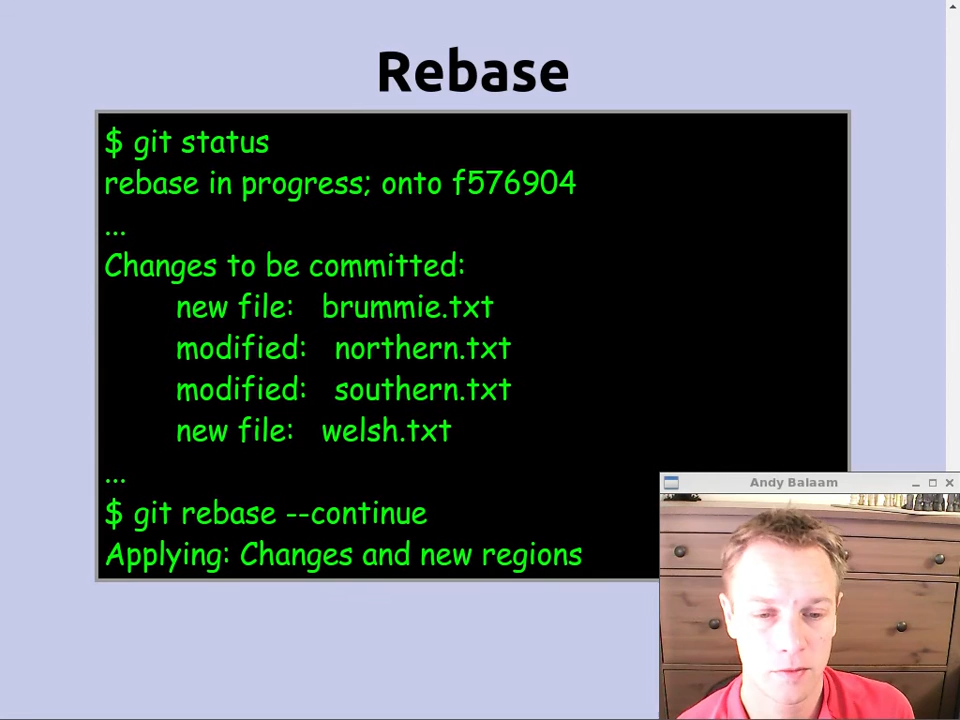 Rebase
$ git status
rebase in progress; onto f576904
...
Changes to be committed:
new file: brummie.txt
modified: northern.txt
modified: southern.txt
new file: welsh.txt
...
$ git rebase --continue
Applying: Changes and new regions
Andy Balaam